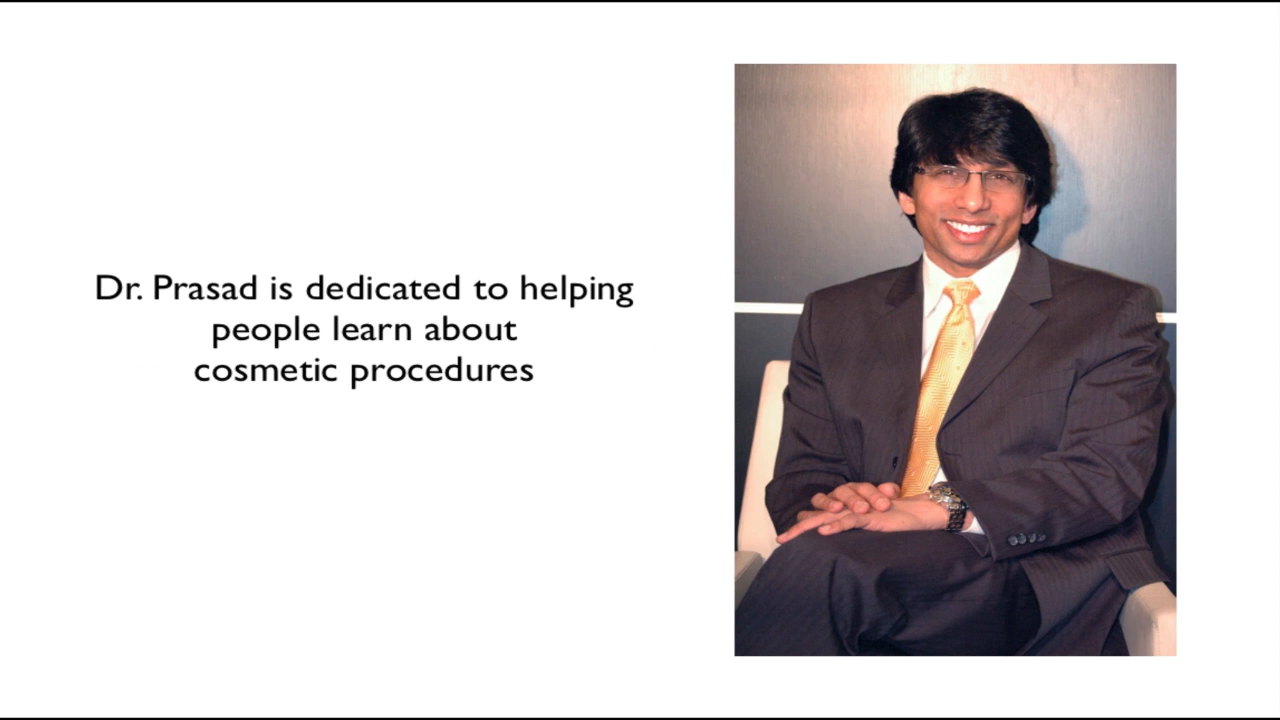 Dr. Prasad is dedicated to helping
people learn about
cosmetic procedures